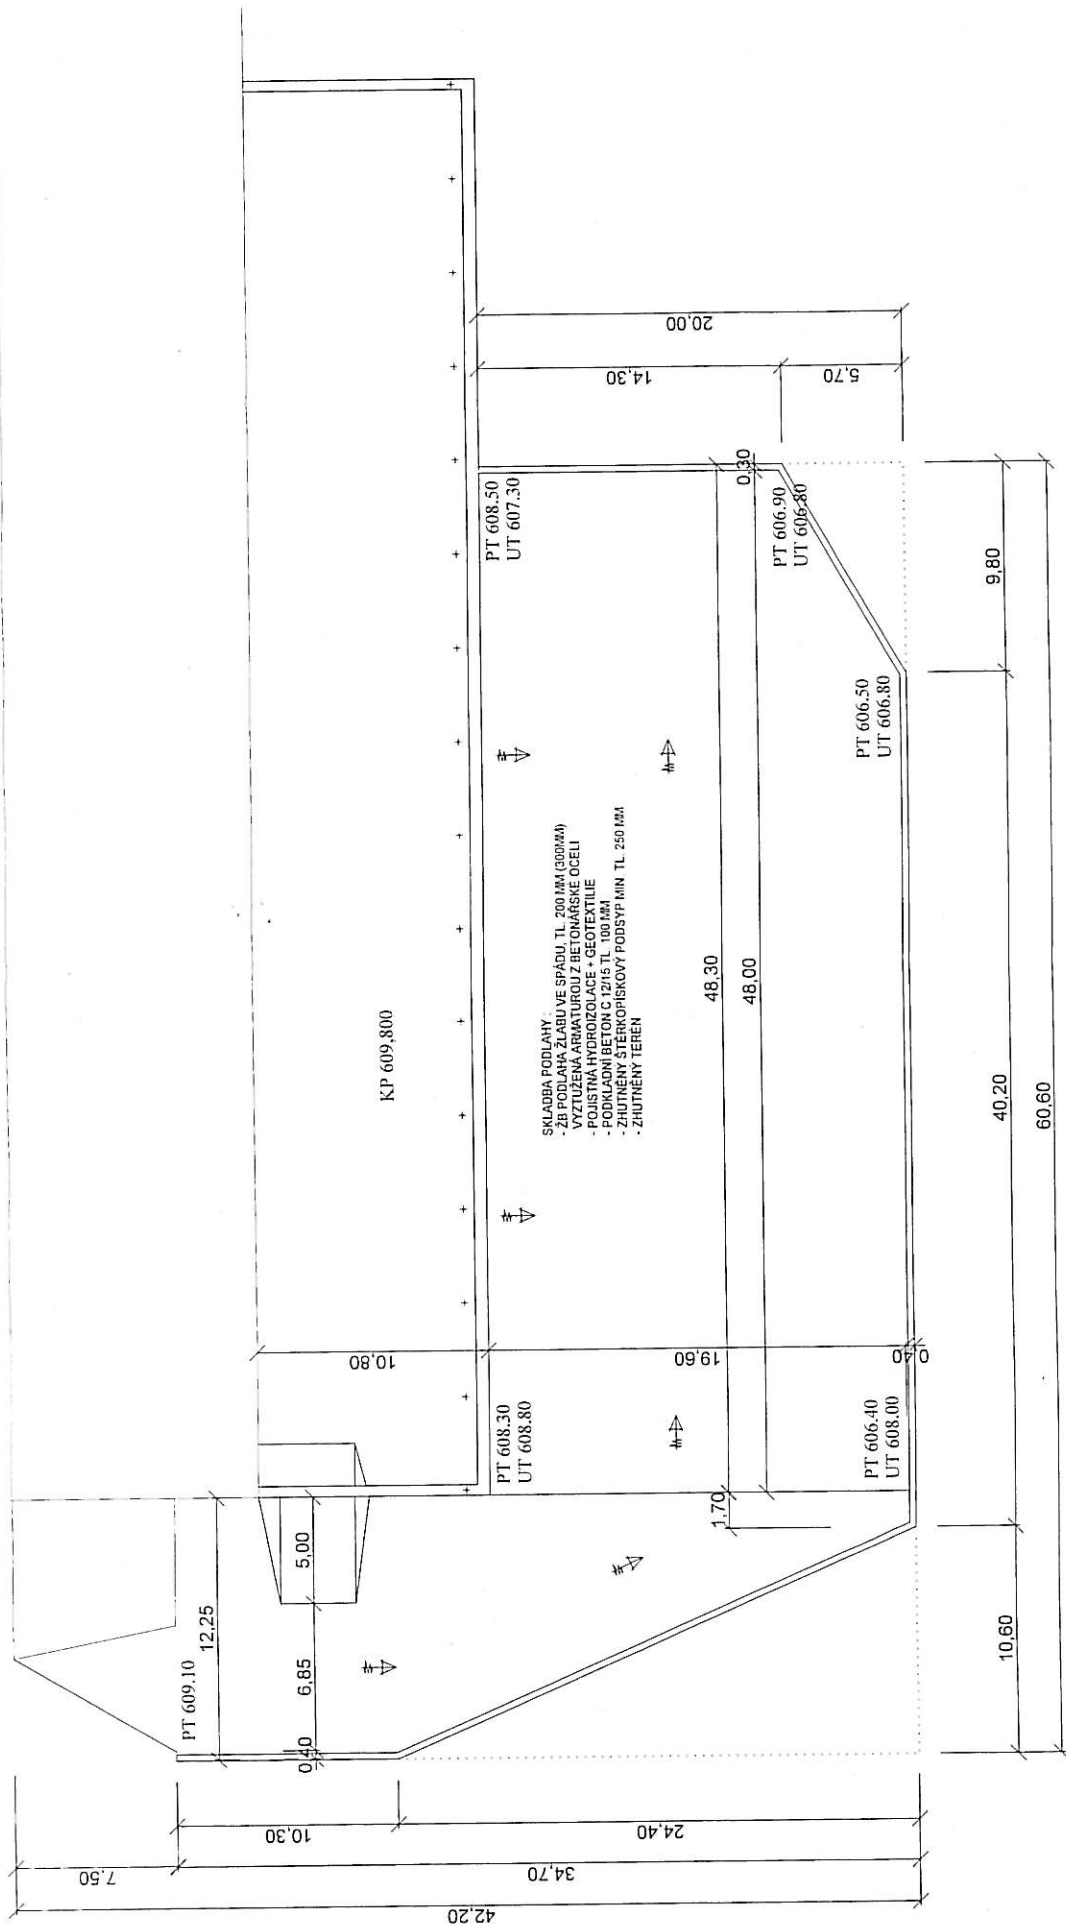 KP 609,800
SKLADBA PODLAHY :
- ŽB PODLAHA ŽLABU VE SPÁDU, TL. 200 MM (300MM)
VYZTUŽENÁ ARMATUROU Z BETONÁŘSKÉ OCELI
- POJISTNÁ HYDROIZOLACE + GEOTEXTILIE
- PODKLADNÍ BETON C 12/15 TL. 100 MM
- ZHUTNĚNÝ ŠTĚRKOPÍSKOVÝ PODSYP MIN. TL. 250 MM
- ZHUTNĚNÝ TERÉN
PT 609.10
PT 608.30
UT 608.80
PT 608.50
UT 607.30
PT 606.90
UT 606.80
PT 606.50
UT 606.80
PT 606.40
UT 608.00
12,25
5,00
6,85
0,40
10,80
19,60
0,40
1,70
48,30
48,00
0,30
14,30
5,70
20,00
9,80
40,20
10,60
60,60
7,50
10,30
24,40
34,70
42,20